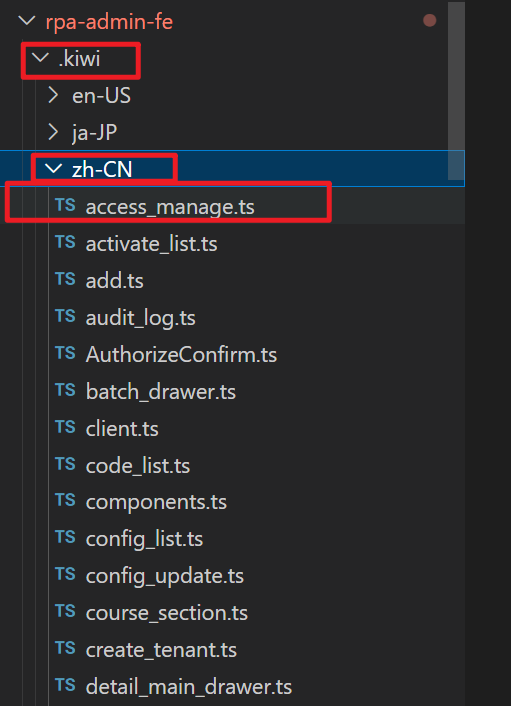 rpa-admin-fe
.kiwi
en-US
ja-JP
zh-CN
TS access_manage.ts
TS activate_list.ts
TS add.ts
TS audit_log.ts
TS AuthorizeConfirm.ts
TS batch_drawer.ts
TS client.ts
TS code_list.ts
TS components.ts
TS config_list.ts
TS config_update.ts
TS course_section.ts
TS create_tenant.ts
TS detail_main_drawer.ts